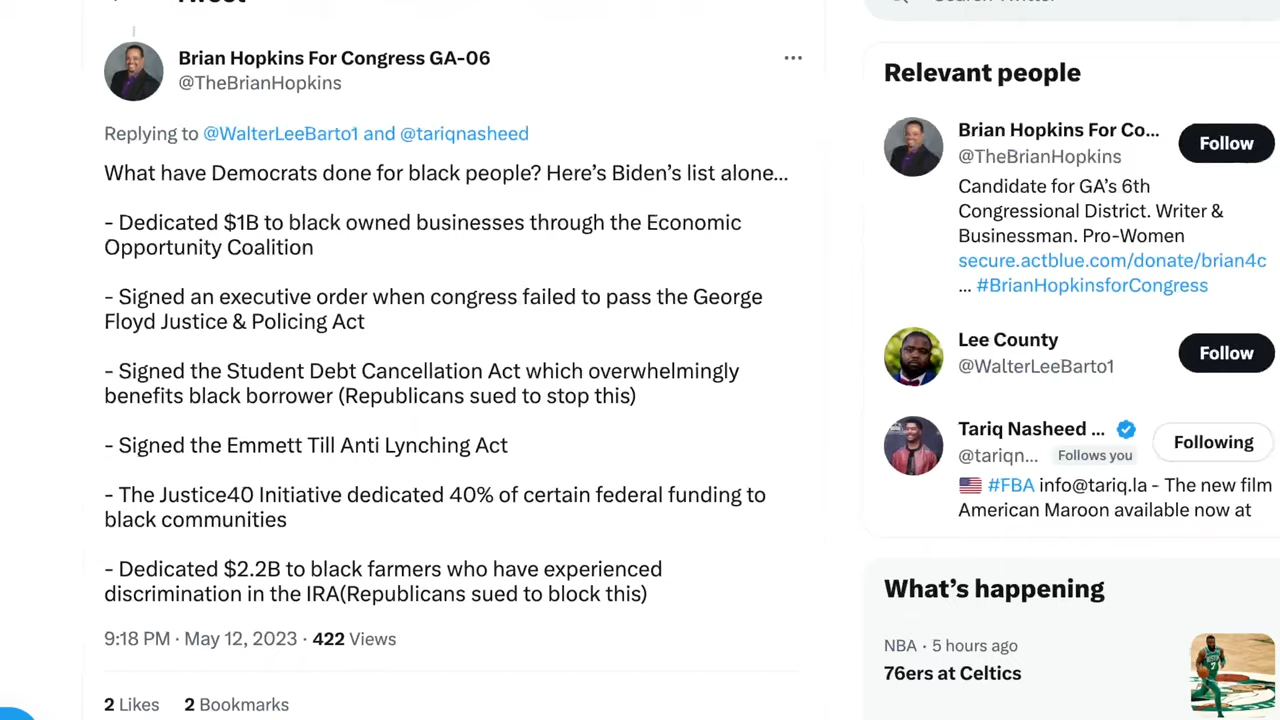 Brian Hopkins For Congress GA-06
@TheBrianHopkins
Replying to @WalterLeeBarto1 and @tariqnasheed
What have Democrats done for black people? Here’s Biden’s list alone...
- Dedicated $1B to black owned businesses through the Economic
Opportunity Coalition
- Signed an executive order when congress failed to pass the George
Floyd Justice & Policing Act
- Signed the Student Debt Cancellation Act which overwhelmingly
benefits black borrower (Republicans sued to stop this)
- Signed the Emmett Till Anti Lynching Act
- The Justice40 Initiative dedicated 40% of certain federal funding to
black communities
- Dedicated $2.2B to black farmers who have experienced
discrimination in the IRA(Republicans sued to block this)
9:18 PM · May 12, 2023 · 422 Views
2 Likes 2 Bookmarks
Relevant people
Brian Hopkins For Co...
@TheBrianHopkins
Follow
Candidate for GA’s 6th
Congressional District. Writer &
Businessman. Pro-Women
secure.actblue.com/donate/brian4c
... #BrianHopkinsforCongress
Lee County
@WalterLeeBarto1
Follow
Tariq Nasheed ...
@tariqn... Follows you
Following
#FBA info@tariq.la - The new film
American Maroon available now at
What’s happening
NBA · 5 hours ago
76ers at Celtics